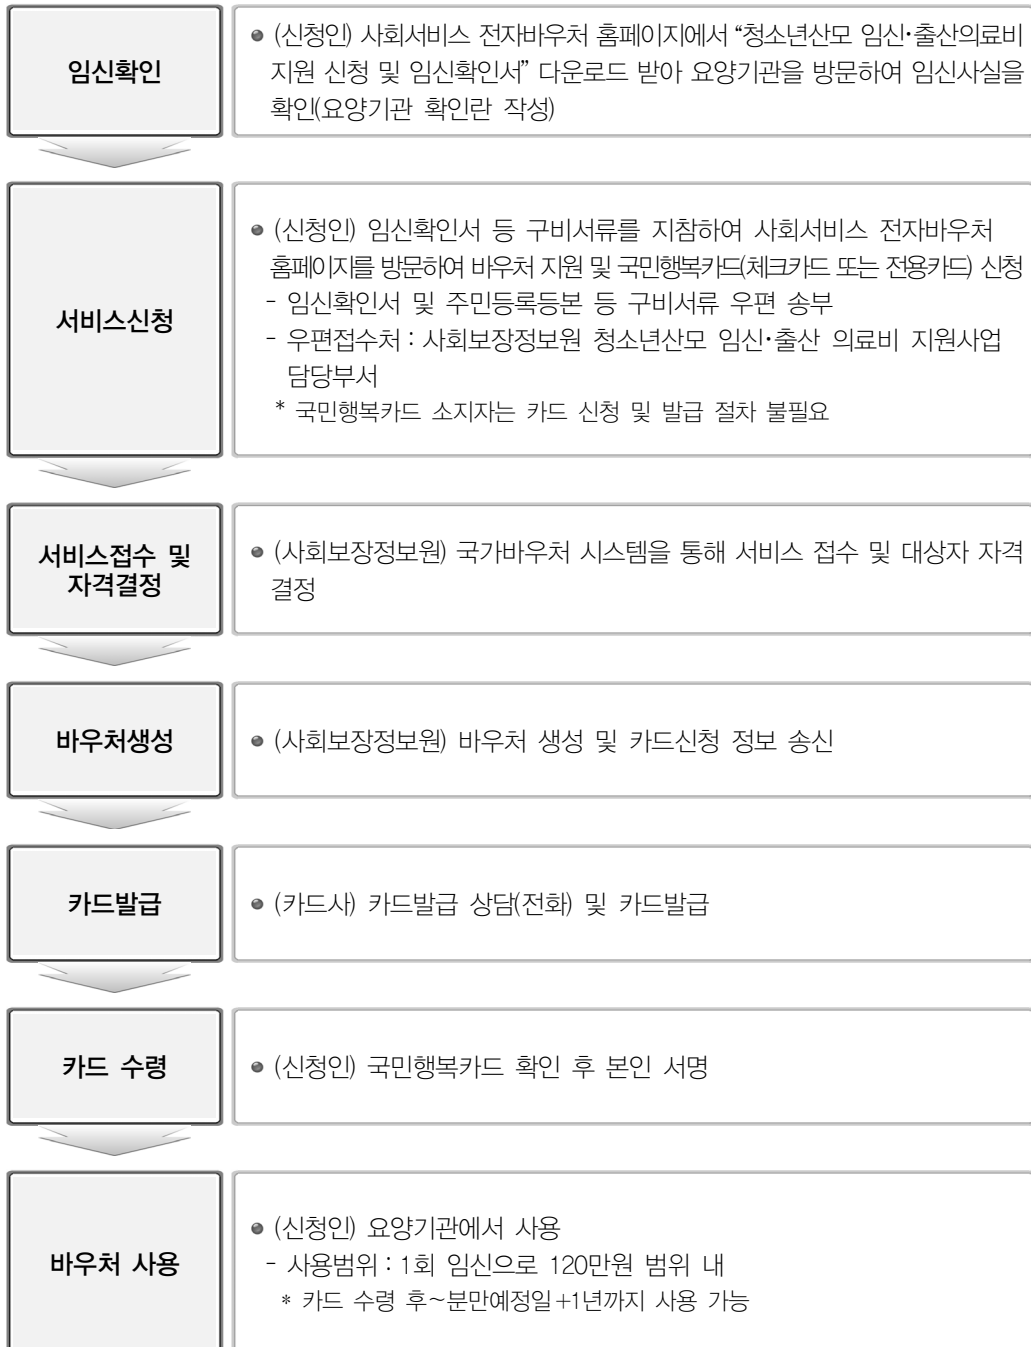 임신확인
● (신청인) 사회서비스 전자바우처 홈페이지에서 “청소년산모 임신·출산의료비
지원 신청 및 임신확인서” 다운로드 받아 요양기관을 방문하여 임신사실을
확인(요양기관 확인란 작성)
서비스신청
● (신청인) 임신확인서 등 구비서류를 지참하여 사회서비스 전자바우처
홈페이지를 방문하여 바우처 지원 및 국민행복카드(체크카드 또는 전용카드) 신청
- 임신확인서 및 주민등록등본 등 구비서류 우편 송부
- 우편접수처 : 사회보장정보원 청소년산모 임신·출산 의료비 지원사업
담당부서
* 국민행복카드 소지자는 카드 신청 및 발급 절차 불필요
서비스접수 및
자격결정
● (사회보장정보원) 국가바우처 시스템을 통해 서비스 접수 및 대상자 자격
결정
바우처생성
● (사회보장정보원) 바우처 생성 및 카드신청 정보 송신
카드발급
● (카드사) 카드발급 상담(전화) 및 카드발급
카드 수령
● (신청인) 국민행복카드 확인 후 본인 서명
바우처 사용
● (신청인) 요양기관에서 사용
- 사용범위 : 1회 임신으로 120만원 범위 내
* 카드 수령 후~분만예정일+1년까지 사용 가능